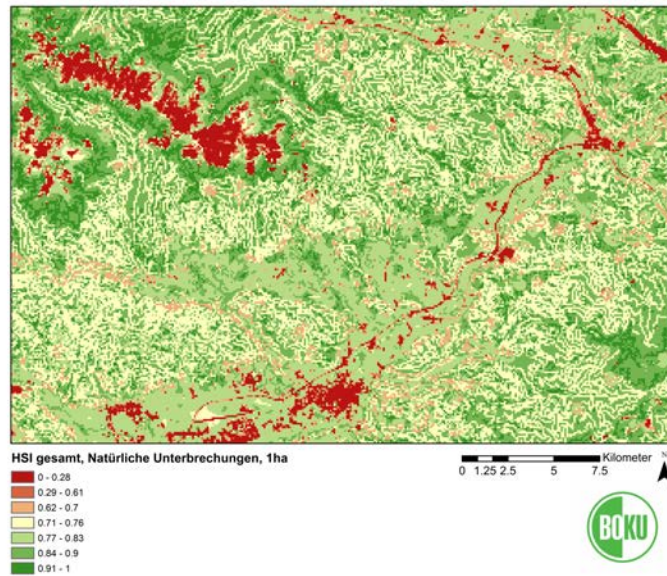 HSI gesamt, Natürliche Unterbrechungen, 1ha
0 - 0.28
0.29 - 0.61
0.62 - 0.7
0.71 - 0.76
0.77 - 0.83
0.84 - 0.9
0.91 - 1
Kilometer
0 1.25 2.5 5 7.5
N
BOKU